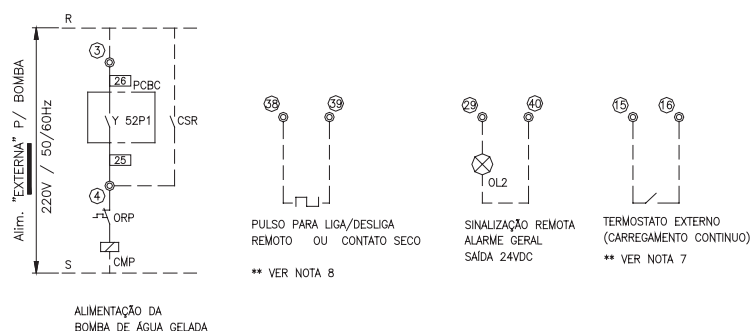 R
Alim. "EXTERNA" P/ BOMBA
220V / 50/60Hz
3
26 PCBC
Y 52P1
CSR
25
4
ORP
CMP
S
ALIMENTAÇÃO DA
BOMBA DE ÁGUA GELADA
38 39
PULSO PARA LIGA/DESLIGA
REMOTO OU CONTATO SECO
** VER NOTA 8
29 40
OL2
SINALIZAÇÃO REMOTA
ALARME GERAL
SAÍDA 24VDC
15 16
TERMOSTATO EXTERNO
(CARREGAMENTO CONTINUO)
** VER NOTA 7